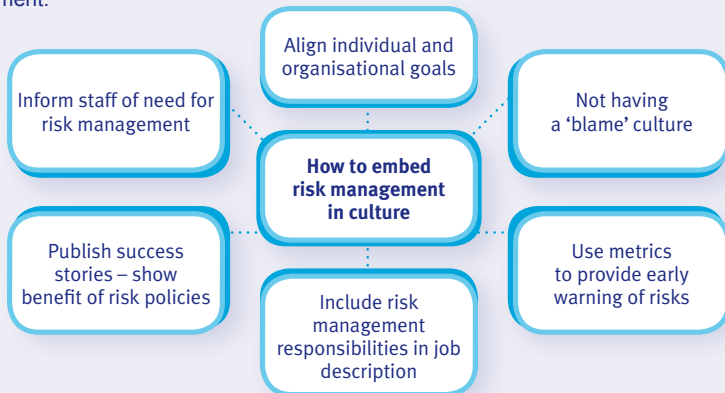 ment.
Align individual and
organisational goals
Inform staff of need for
risk management
Not having
a ‘blame’ culture
How to embed
risk management
in culture
Publish success
stories – show
benefit of risk policies
Use metrics
to provide early
warning of risks
Include risk
management
responsibilities in job
description